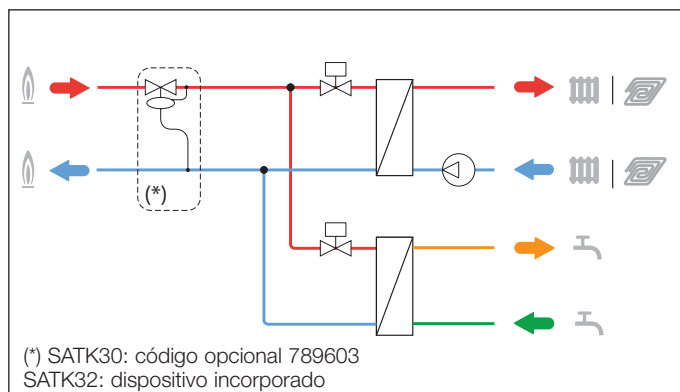 (*)
(*) SATK30: código opcional 789603
SATK32: dispositivo incorporado